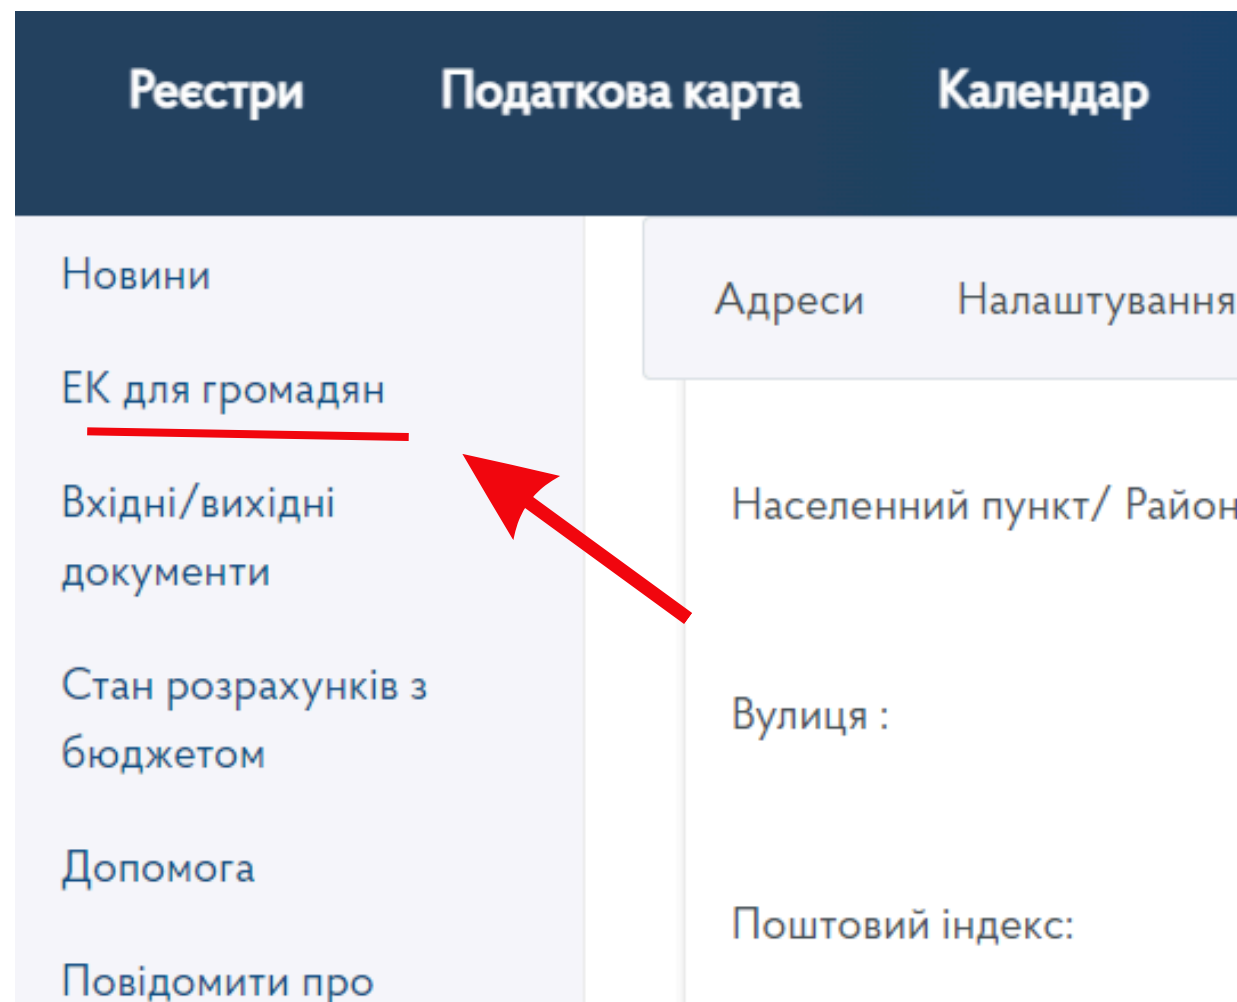 Реєстри Податкова карта Календар
Новини
ЕК для громадян
Вхідні/вихідні
документи
Стан розрахунків з
бюджетом
Допомога
Повідомити про
Адреси Налаштування
Населенний пункт/ Район
Вулиця :
Поштовий індекс: